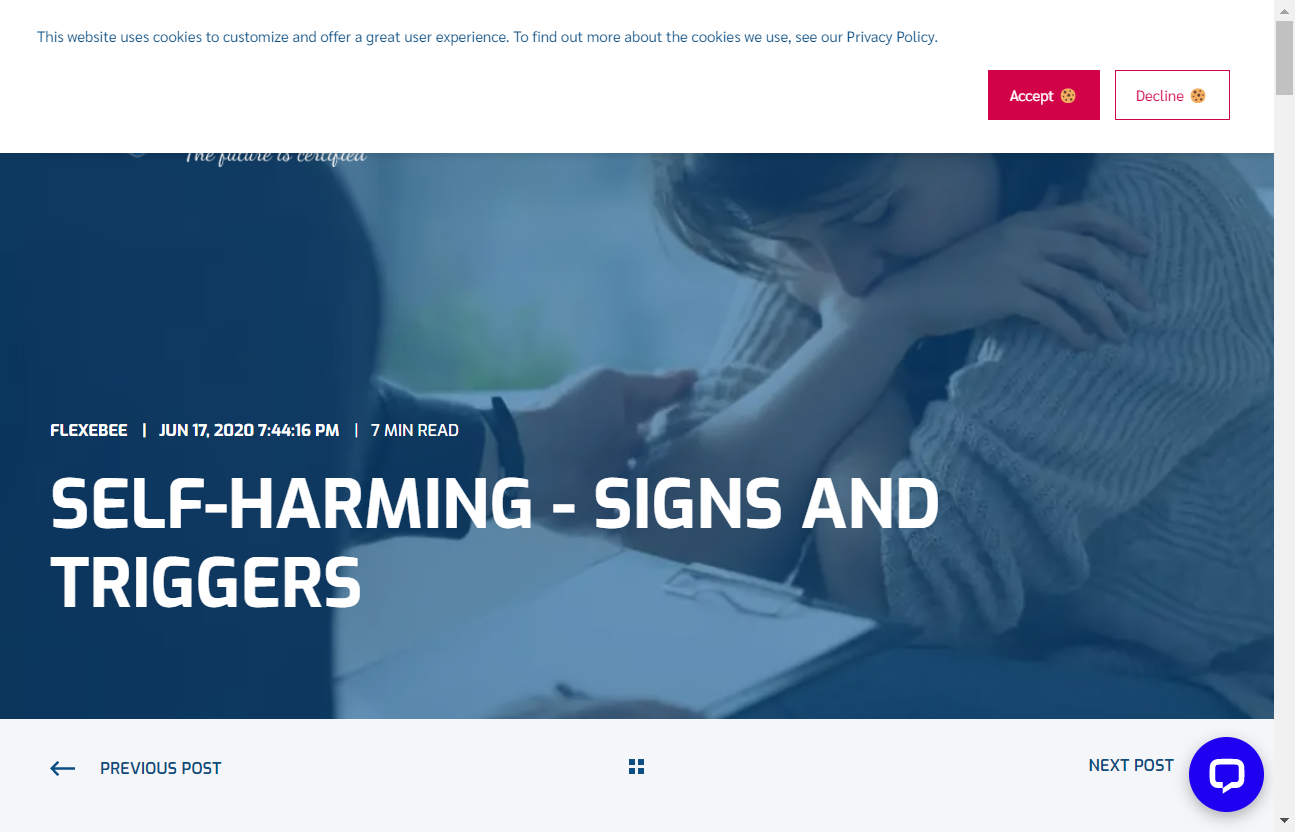 This website uses cookies to customize and offer a great user experience. To find out more about the cookies we use, see our Privacy Policy.
Accept 🍪
Decline 🍪
The future is certified
FLEXEBEE | JUN 17, 2020 7:44:16 PM | 7 MIN READ
SELF-HARMING - SIGNS AND
TRIGGERS
PREVIOUS POST
NEXT POST